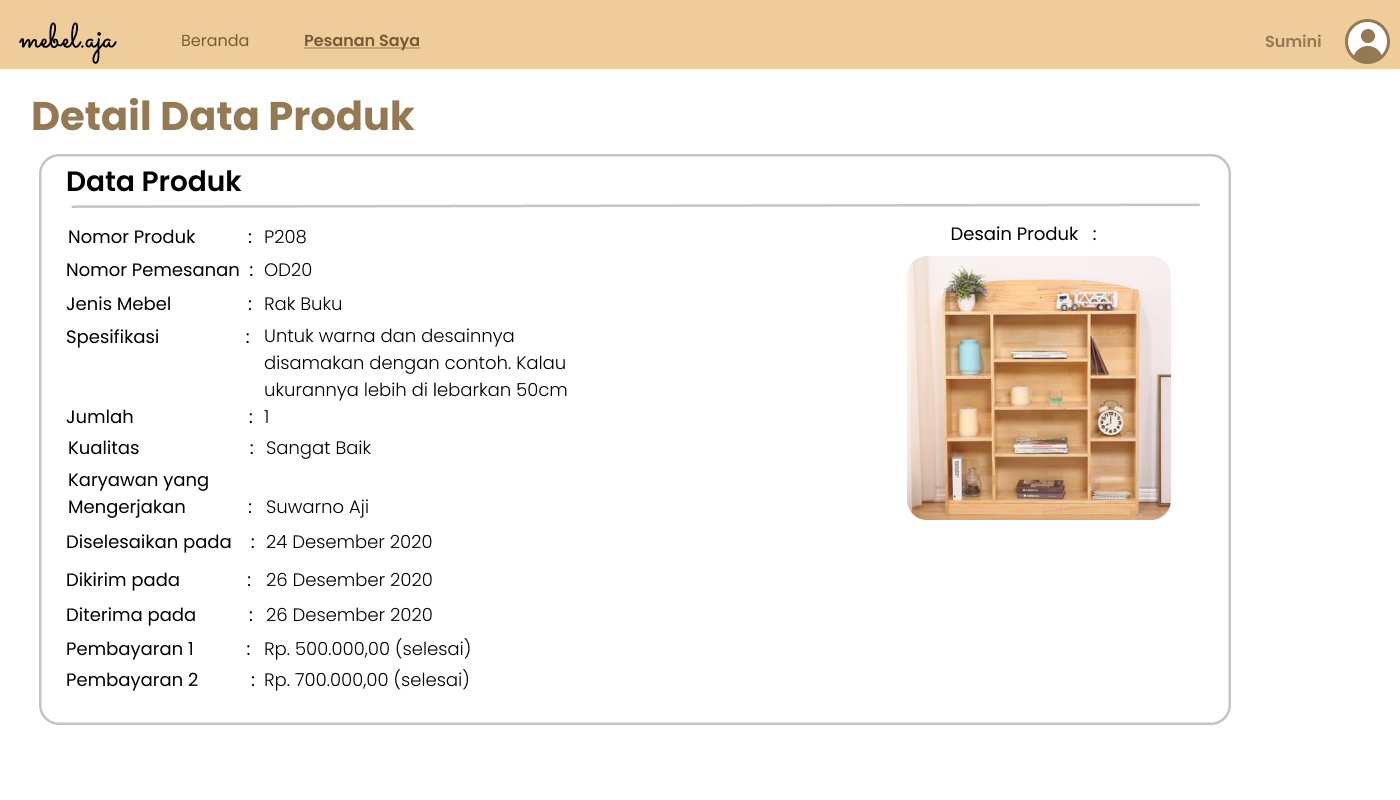 mebel.aja
Beranda
Pesanan Saya
Sumini
Detail Data Produk
Data Produk
Nomor Produk : P208
Nomor Pemesanan : OD20
Jenis Mebel : Rak Buku
Spesifikasi : Untuk warna dan desainnya
disamakan dengan contoh. Kalau
ukurannya lebih di lebarkan 50cm
Jumlah : 1
Kualitas : Sangat Baik
Karyawan yang
Mengerjakan : Suwarno Aji
Diselesaikan pada : 24 Desember 2020
Dikirim pada : 26 Desember 2020
Diterima pada : 26 Desember 2020
Pembayaran 1 : Rp. 500.000,00 (selesai)
Pembayaran 2 : Rp. 700.000,00 (selesai)
Desain Produk :